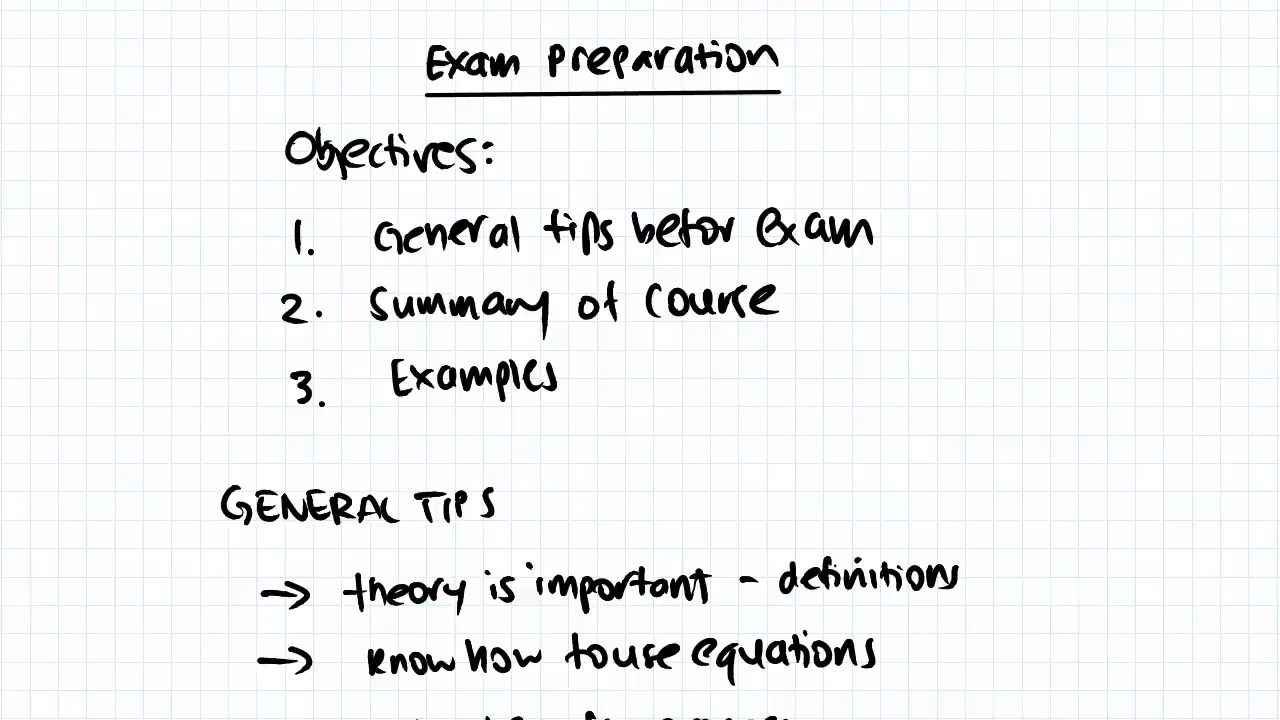 Exam preparation
Objectives:
1. General tips befor exam
2. Summary of course
3. Examples
GENERAL TIPS
→ theory is important - definitions
→ know how to use equations